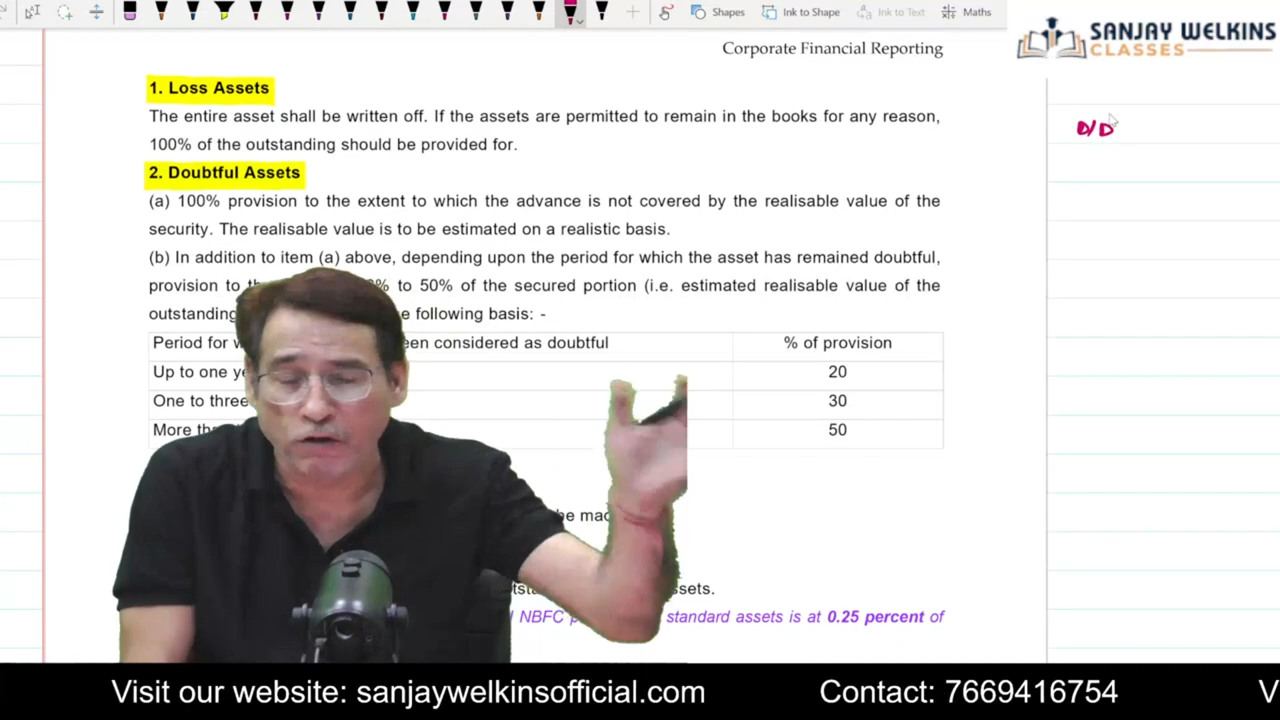 Shapes
Ink to Shape
Ink to Text
Maths
SANJAY WELKINS
CLASSES
Corporate Financial Reporting
1. Loss Assets
The entire asset shall be written off. If the assets are permitted to remain in the books for any reason,
100% of the outstanding should be provided for.
O/D
2. Doubtful Assets
(a) 100% provision to the extent to which the advance is not covered by the realisable value of the
security. The realisable value is to be estimated on a realistic basis.
(b) In addition to item (a) above, depending upon the period for which the asset has remained doubtful,
provision to % to 50% of the secured portion (i.e. estimated realisable value of the
outstanding e following basis: -
Period for een considered as doubtful % of provision
Up to one 20
One to three 30
More 50
be
ssets.
NBFC standard assets is at 0.25 percent of
Visit our website: sanjaywelkinsofficial.com Contact: 7669416754 V